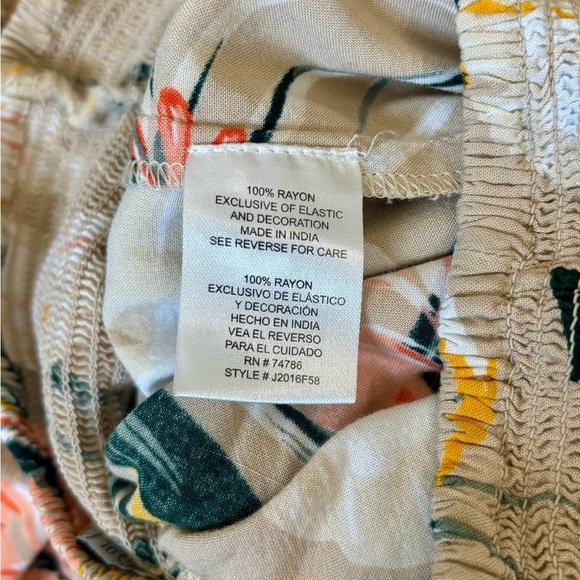 100% RAYON
EXCLUSIVE OF ELASTIC
AND DECORATION
MADE IN INDIA
SEE REVERSE FOR CARE
100% RAYON
EXCLUSIVO DE ELÁSTICO
Y DECORACIÓN
HECHO EN INDIA
VEA EL REVERSO
PARA EL CUIDADO
RN # 74786
STYLE # J2016F58